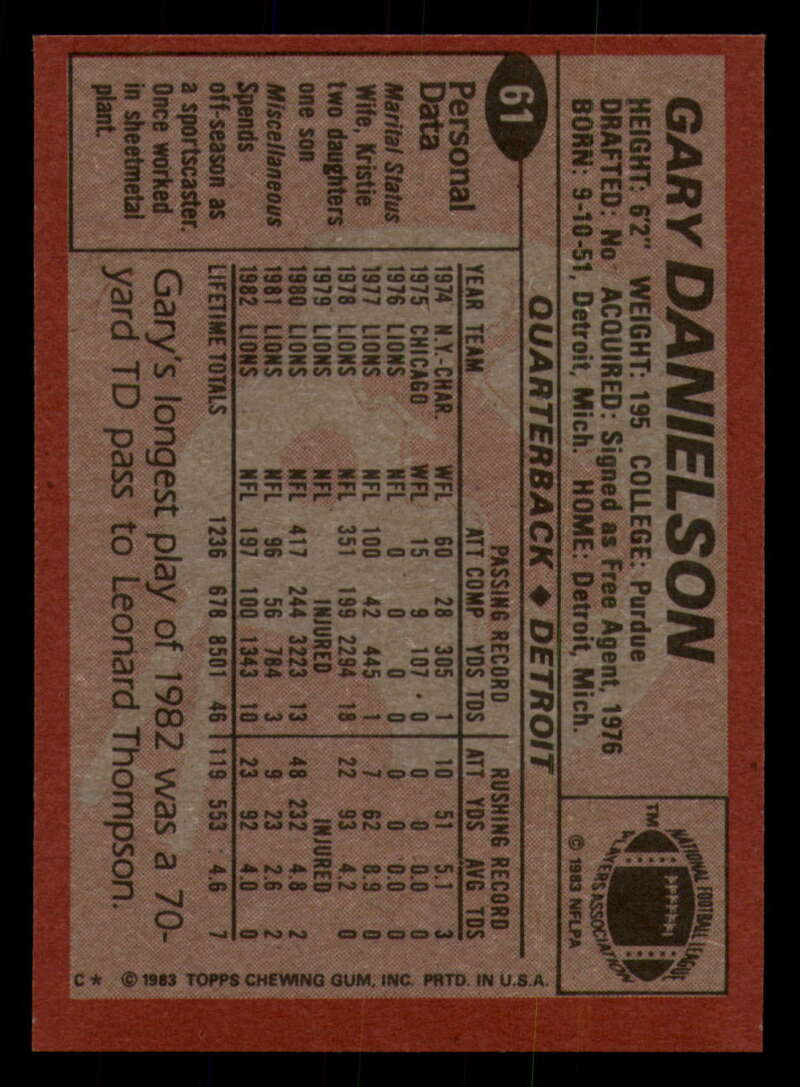 GARY DANIELSON
HEIGHT: 6'2" WEIGHT: 195 COLLEGE: Purdue
DRAFTED: No ACQUIRED: Signed as Free Agent, 1976
BORN: 9-10-51, Detroit, Mich. HOME: Detroit, Mich.
NATIONAL FOOTBALL LEAGUE
PLAYERS ASSOCIATION
TM
© 1983 NFLPA
61
QUARTERBACK ◆ DETROIT
Personal
Data
Marital Status
Wife, Kristie
two daughters
one son
Miscellaneous
Spends
off-season as
a sportscaster.
Once worked
in sheetmetal
plant.
PASSING RECORD RUSHING RECORD
YEAR TEAM ATT COMP YDS TDS ATT YDS AVG TDS
1974 N.Y.-CHAR. WFL 60 28 305 1 10 51 5.1 3
1975 CHICAGO WFL 15 9 107 0 0 0 0.0 0
1976 LIONS NFL 0 0 0 0 0 0 0.0 0
1977 LIONS NFL 100 42 445 1 7 62 8.9 0
1978 LIONS NFL 351 199 2294 18 22 93 4.2 0
1979 LIONS NFL INJURED INJURED
1980 LIONS NFL 417 244 3223 13 48 232 4.8 2
1981 LIONS NFL 96 56 784 3 9 23 2.6 2
1982 LIONS NFL 197 100 1343 10 23 92 4.0 0
LIFETIME TOTALS 1236 678 8501 46 119 553 4.6 7
Gary's longest play of 1982 was a 70-
yard TD pass to Leonard Thompson.
C* © 1983 TOPPS CHEWING GUM, INC. PRTD. IN U.S.A.